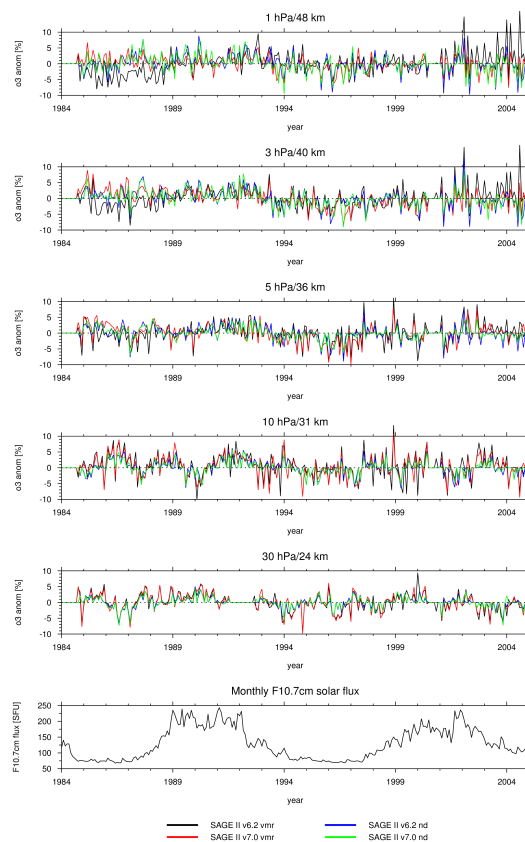 1 hPa/48 km
10
5
0
-5
-10
o3 anom [%]
1984 1989 1994 1999 2004
year
3 hPa/40 km
10
5
0
-5
-10
o3 anom [%]
1984 1989 1994 1999 2004
year
5 hPa/36 km
10
5
0
-5
-10
o3 anom [%]
1984 1989 1994 1999 2004
year
10 hPa/31 km
10
5
0
-5
-10
o3 anom [%]
1984 1989 1994 1999 2004
year
30 hPa/24 km
10
5
0
-5
-10
o3 anom [%]
1984 1989 1994 1999 2004
year
Monthly F10.7cm solar flux
250
200
150
100
50
F10.7cm flux [SFU]
1984 1989 1994 1999 2004
year
SAGE II v6.2 vmr SAGE II v6.2 nd
SAGE II v7.0 vmr SAGE II v7.0 nd